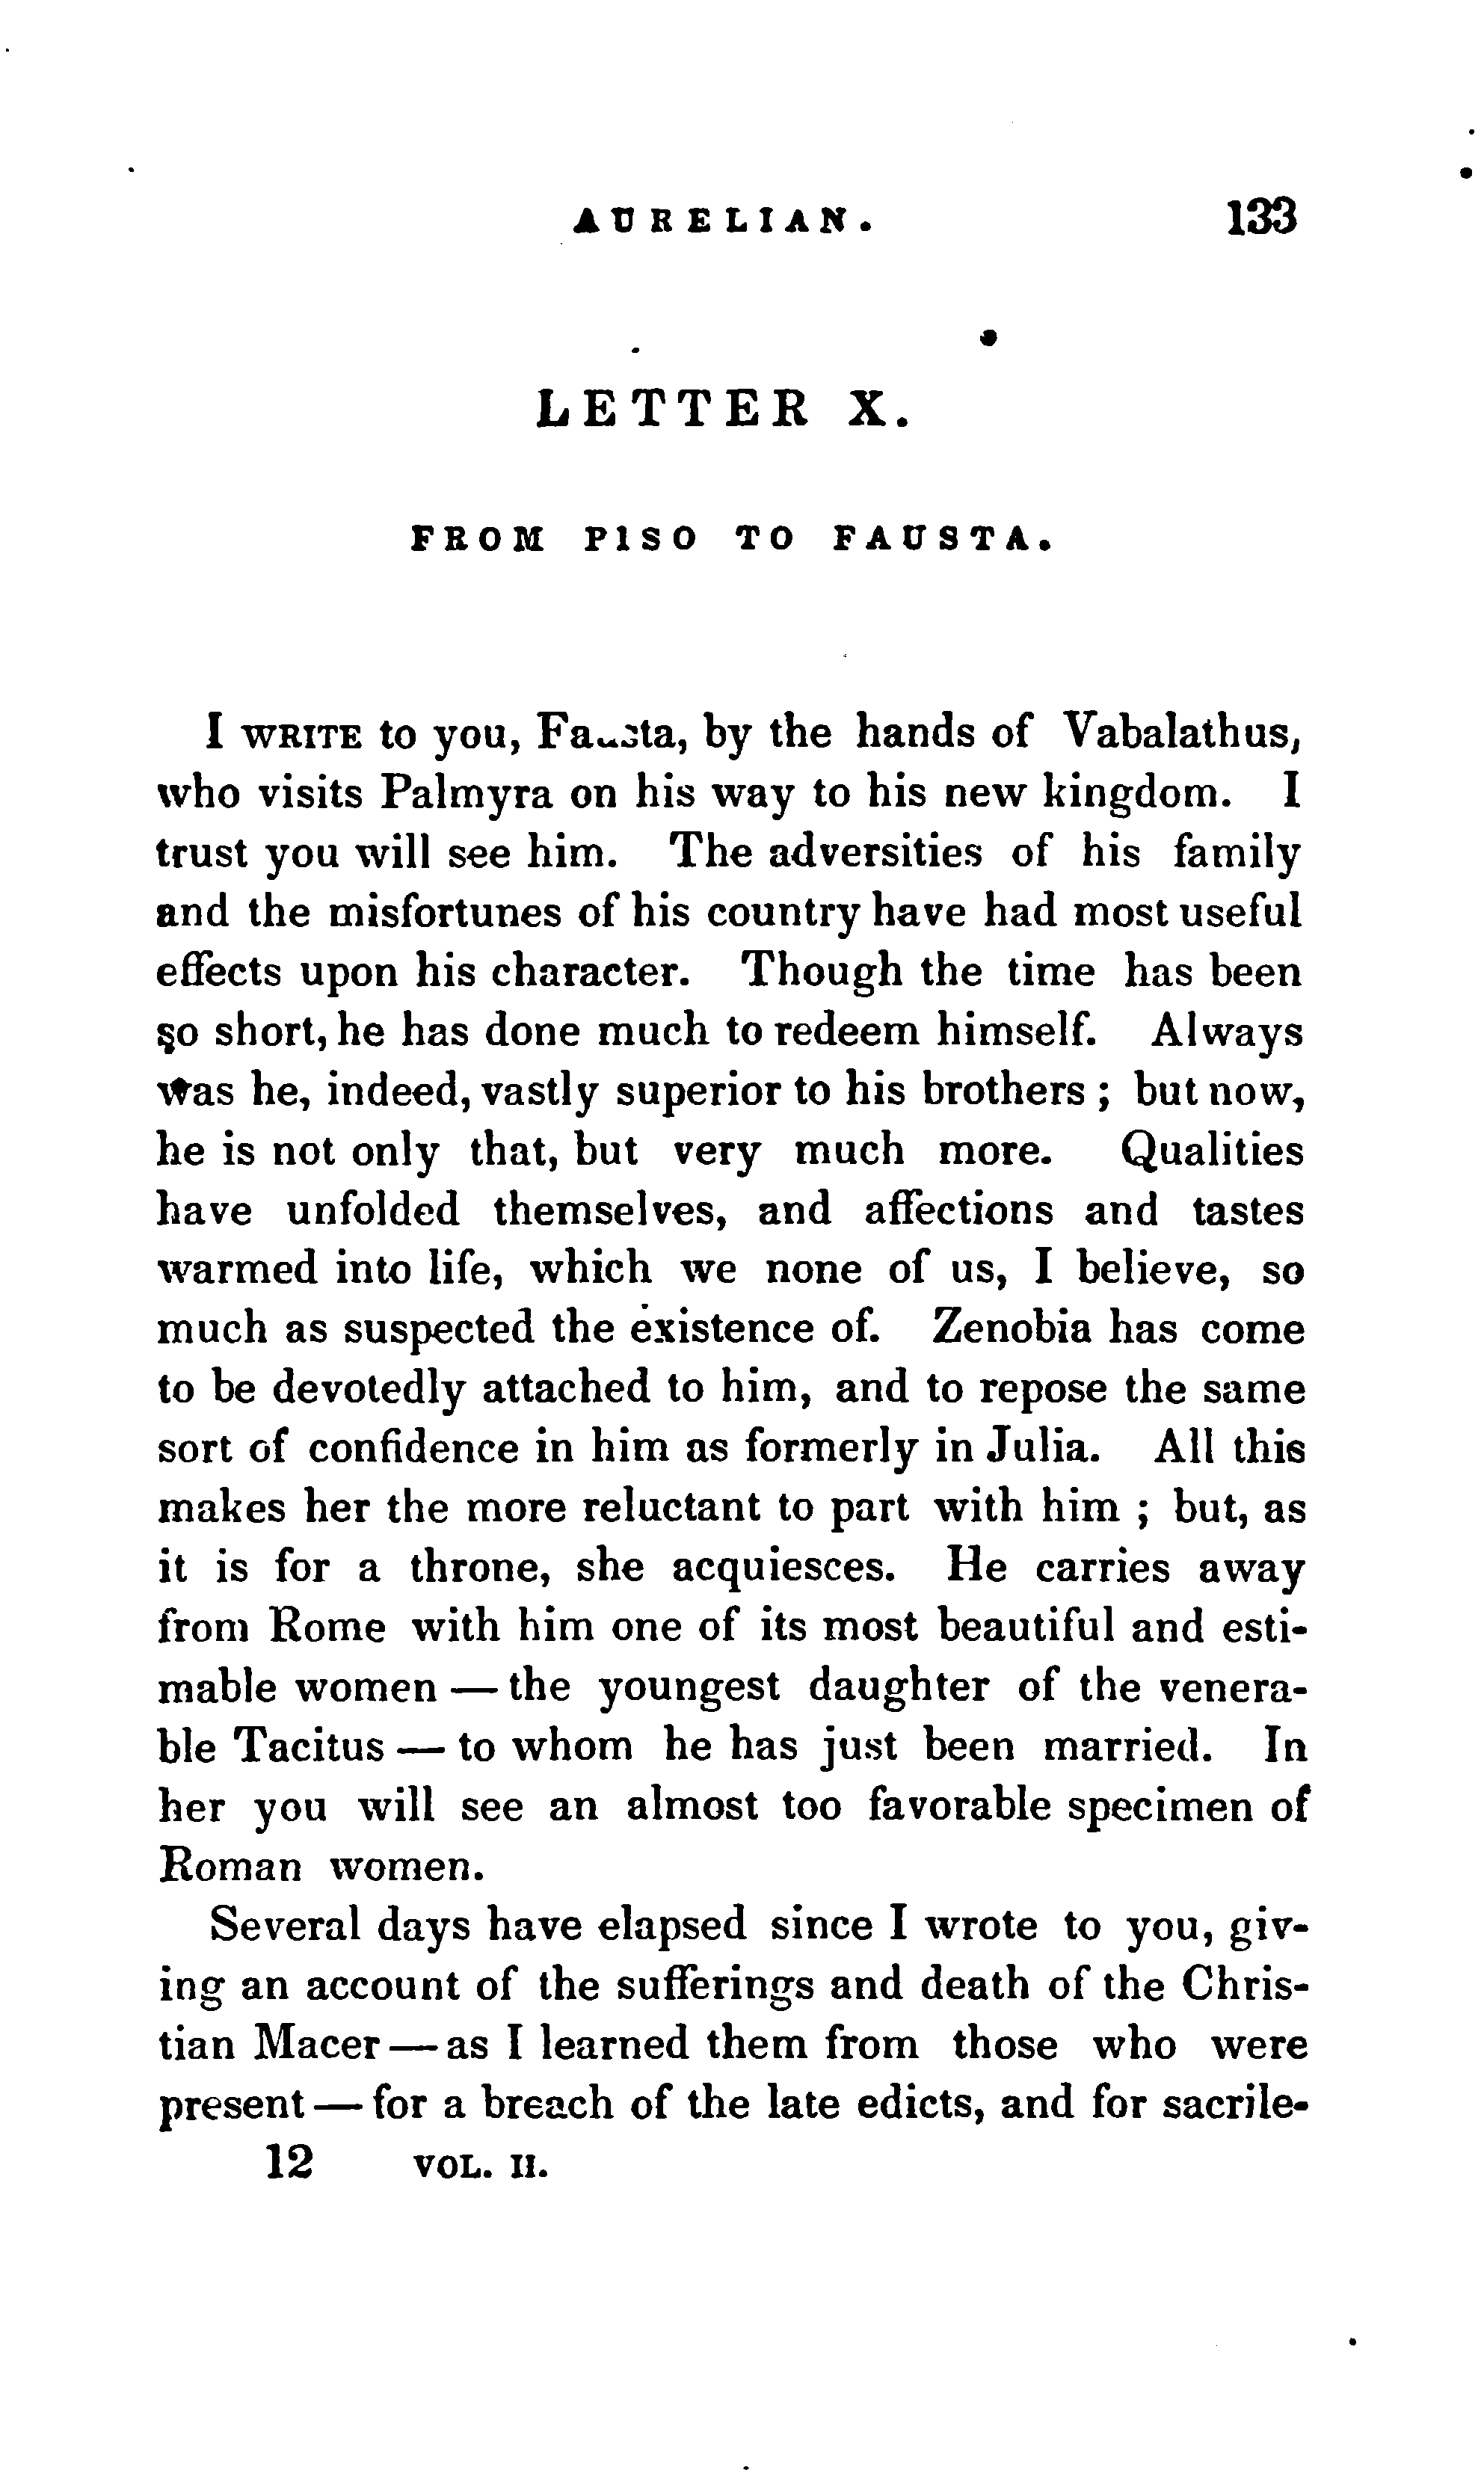 AURELIAN. 133
LETTER X.
FROM PISO TO FAUSTA.
I WRITE to you, Fausta, by the hands of Vabalathus,
who visits Palmyra on his way to his new kingdom. I
trust you will see him. The adversities of his family
and the misfortunes of his country have had most useful
effects upon his character. Though the time has been
so short, he has done much to redeem himself. Always
was he, indeed, vastly superior to his brothers ; but now,
he is not only that, but very much more. Qualities
have unfolded themselves, and affections and tastes
warmed into life, which we none of us, I believe, so
much as suspected the existence of. Zenobia has come
to be devotedly attached to him, and to repose the same
sort of confidence in him as formerly in Julia. All this
makes her the more reluctant to part with him ; but, as
it is for a throne, she acquiesces. He carries away
from Rome with him one of its most beautiful and esti-
mable women — the youngest daughter of the venera-
ble Tacitus — to whom he has just been married. In
her you will see an almost too favorable specimen of
Roman women.
Several days have elapsed since I wrote to you, giv-
ing an account of the sufferings and death of the Chris-
tian Macer — as I learned them from those who were
present — for a breach of the late edicts, and for sacrile-
12 VOL. II.